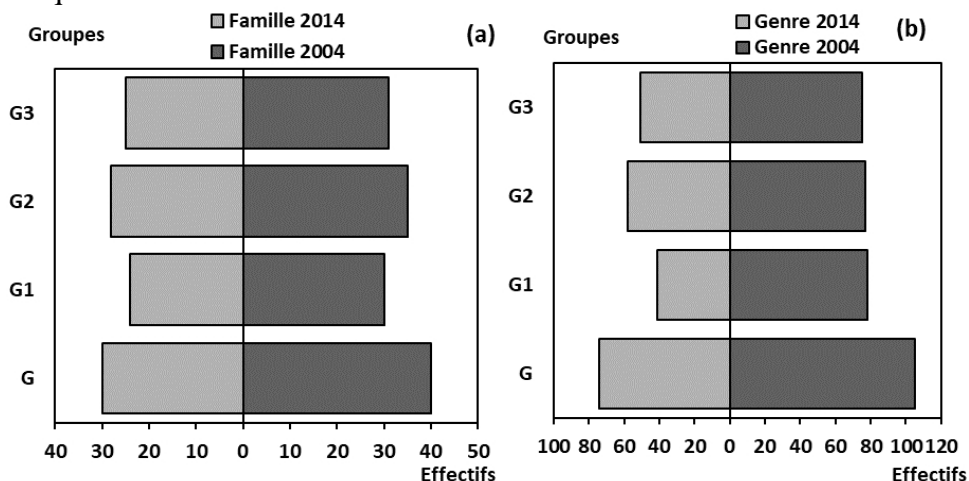 Groupes
Famille 2014
Famille 2004
(a)
G3
G2
G1
G
40 30 20 10 0 10 20 30 40 50
Effectifs
Groupes
Genre 2014
Genre 2004
(b)
G3
G2
G1
G
100 80 60 40 20 0 20 40 60 80 100 120
Effectifs